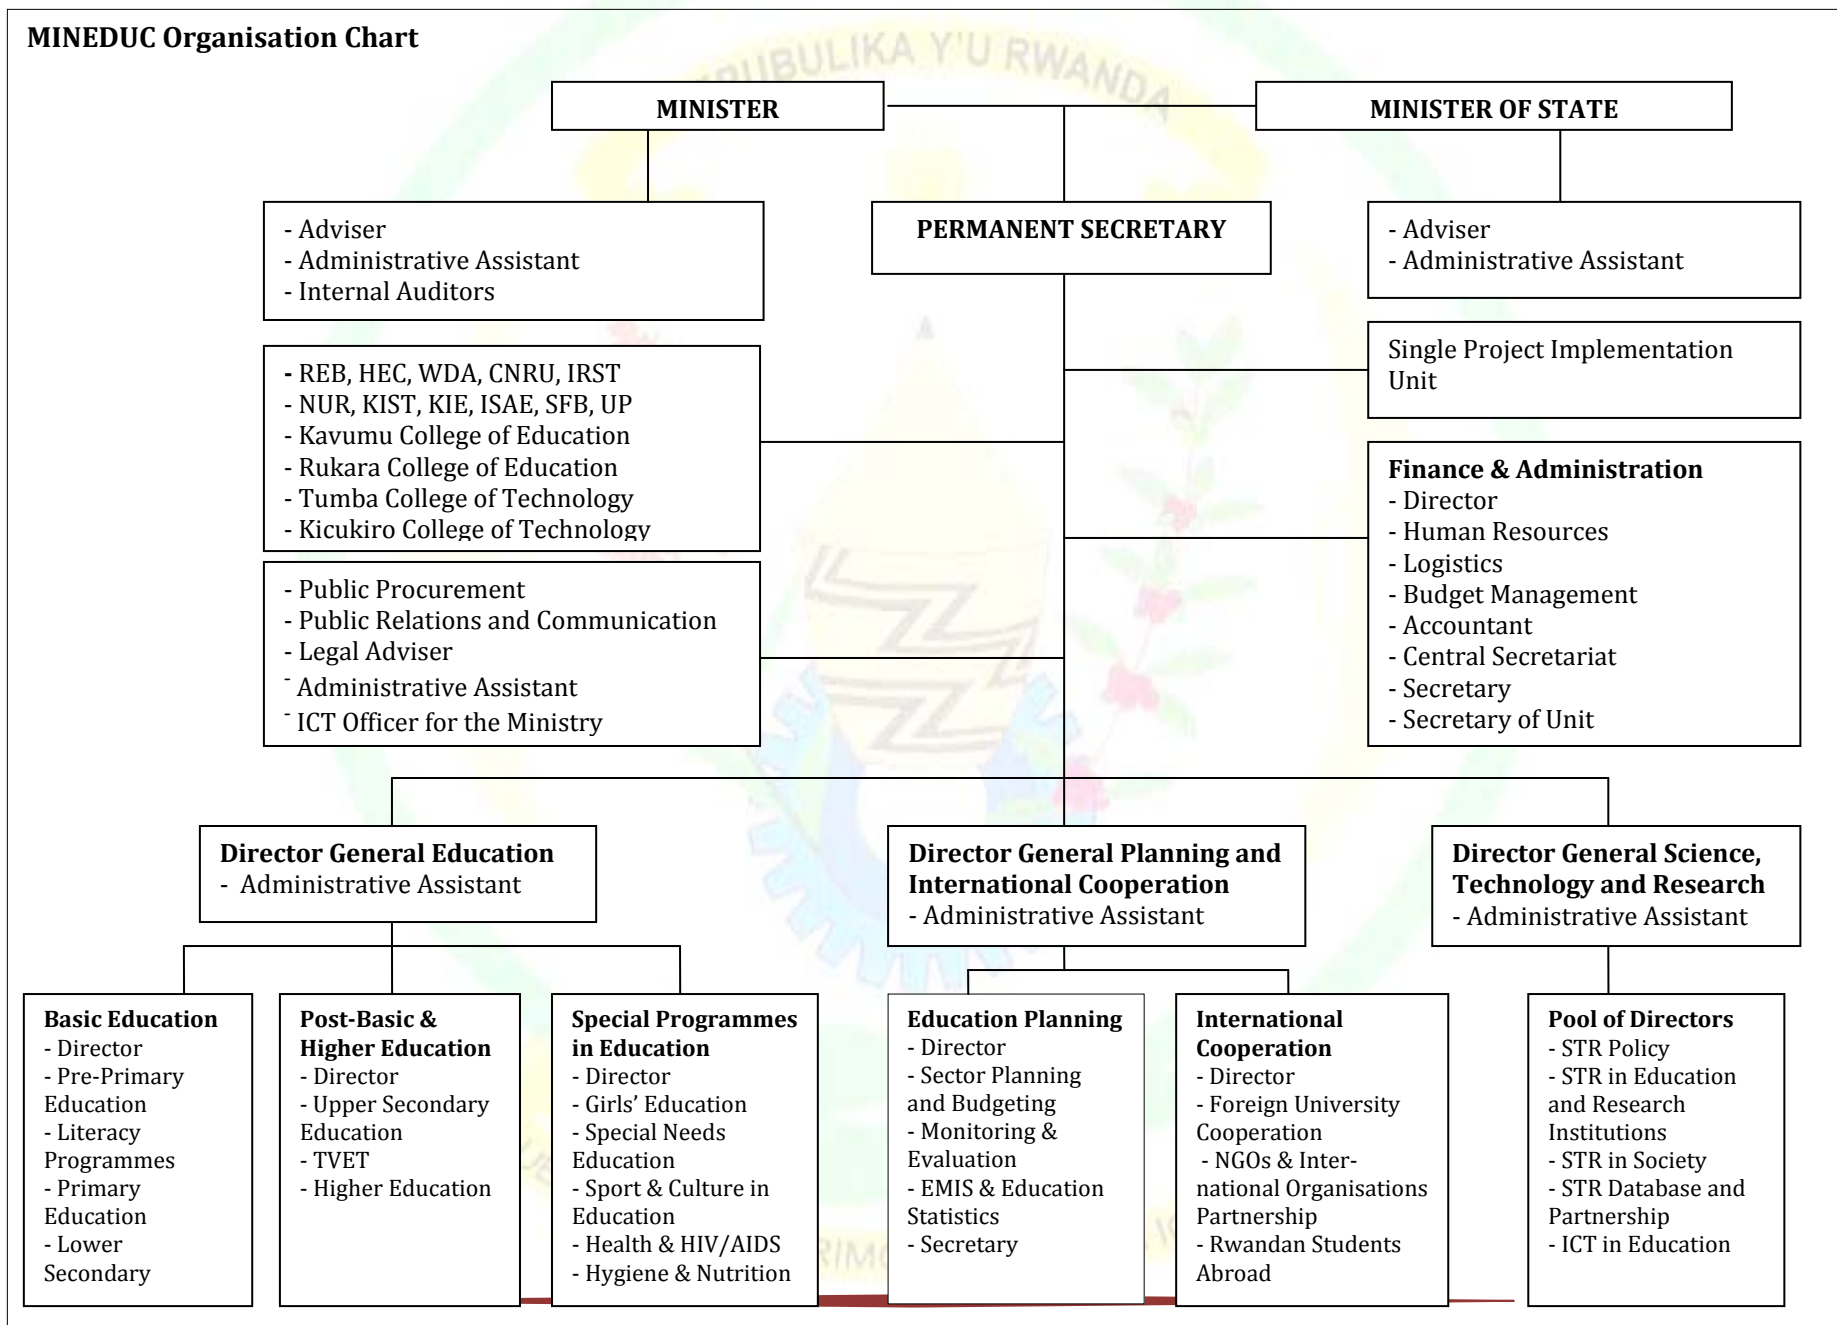 MINEDUC Organisation Chart
REPUBULIKA Y'U RWANDA
MINISTER
MINISTER OF STATE
- Adviser
- Administrative Assistant
- Internal Auditors
PERMANENT SECRETARY
- Adviser
- Administrative Assistant
Single Project Implementation
Unit
- REB, HEC, WDA, CNRU, IRST
- NUR, KIST, KIE, ISAE, SFB, UP
- Kavumu College of Education
- Rukara College of Education
- Tumba College of Technology
- Kicukiro College of Technology
Finance & Administration
- Director
- Human Resources
- Logistics
- Budget Management
- Accountant
- Central Secretariat
- Secretary
- Secretary of Unit
- Public Procurement
- Public Relations and Communication
- Legal Adviser
- Administrative Assistant
- ICT Officer for the Ministry
Director General Education
- Administrative Assistant
Director General Planning and
International Cooperation
- Administrative Assistant
Director General Science,
Technology and Research
- Administrative Assistant
Basic Education
- Director
- Pre-Primary
Education
- Literacy
Programmes
- Primary
Education
- Lower
Secondary
Post-Basic &
Higher Education
- Director
- Upper Secondary
Education
- TVET
- Higher Education
Special Programmes
in Education
- Director
- Girls’ Education
- Special Needs
Education
- Sport & Culture in
Education
- Health & HIV/AIDS
- Hygiene & Nutrition
Education Planning
- Director
- Sector Planning
and Budgeting
- Monitoring &
Evaluation
- EMIS & Education
Statistics
- Secretary
International
Cooperation
- Director
- Foreign University
Cooperation
- NGOs & Inter-
national Organisations
Partnership
- Rwandan Students
Abroad
Pool of Directors
- STR Policy
- STR in Education
and Research
Institutions
- STR in Society
- STR Database and
Partnership
- ICT in Education